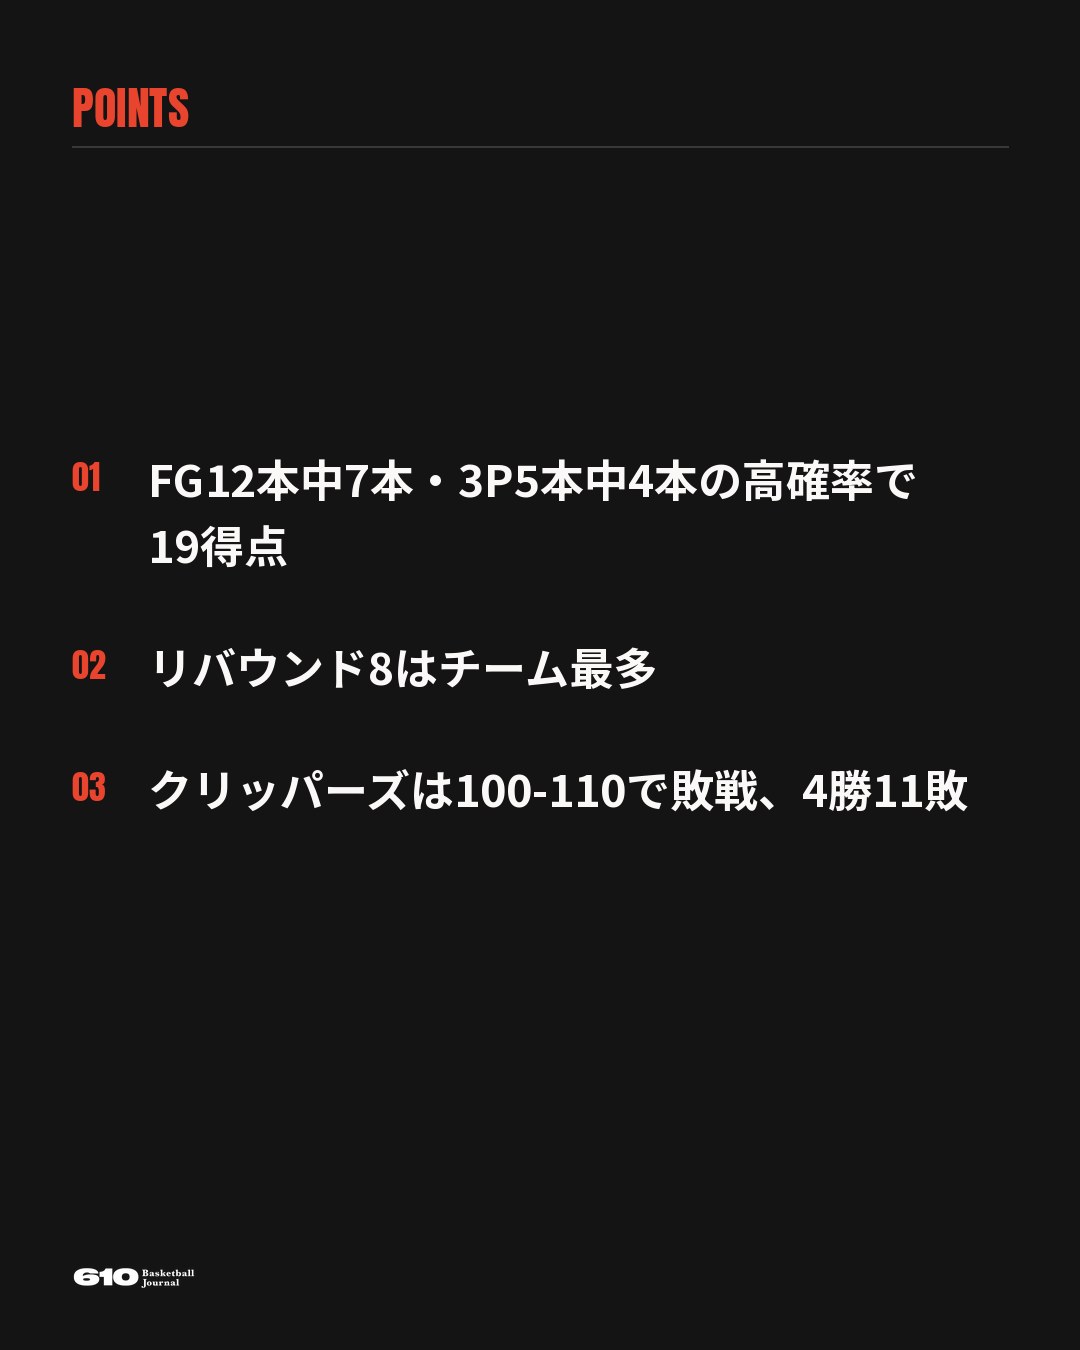 POINTS
01 FG12本中7本・3P5本中4本の高確率で
19得点
02 リバウンド8はチーム最多
03 クリッパーズは100-110で敗戦、4勝11敗
610 Basketball
Journal